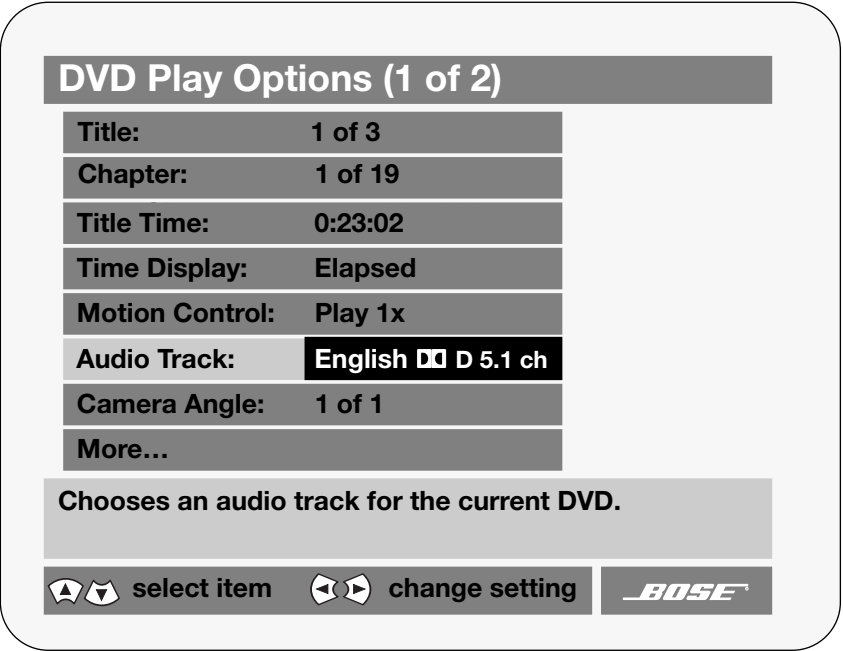 DVD Play Options (1 of 2)
Title: 1 of 3
Chapter: 1 of 19
Title Time: 0:23:02
Time Display: Elapsed
Motion Control: Play 1x
Audio Track: English DD D 5.1 ch
Camera Angle: 1 of 1
More...
Chooses an audio track for the current DVD.
select item change setting BOSE